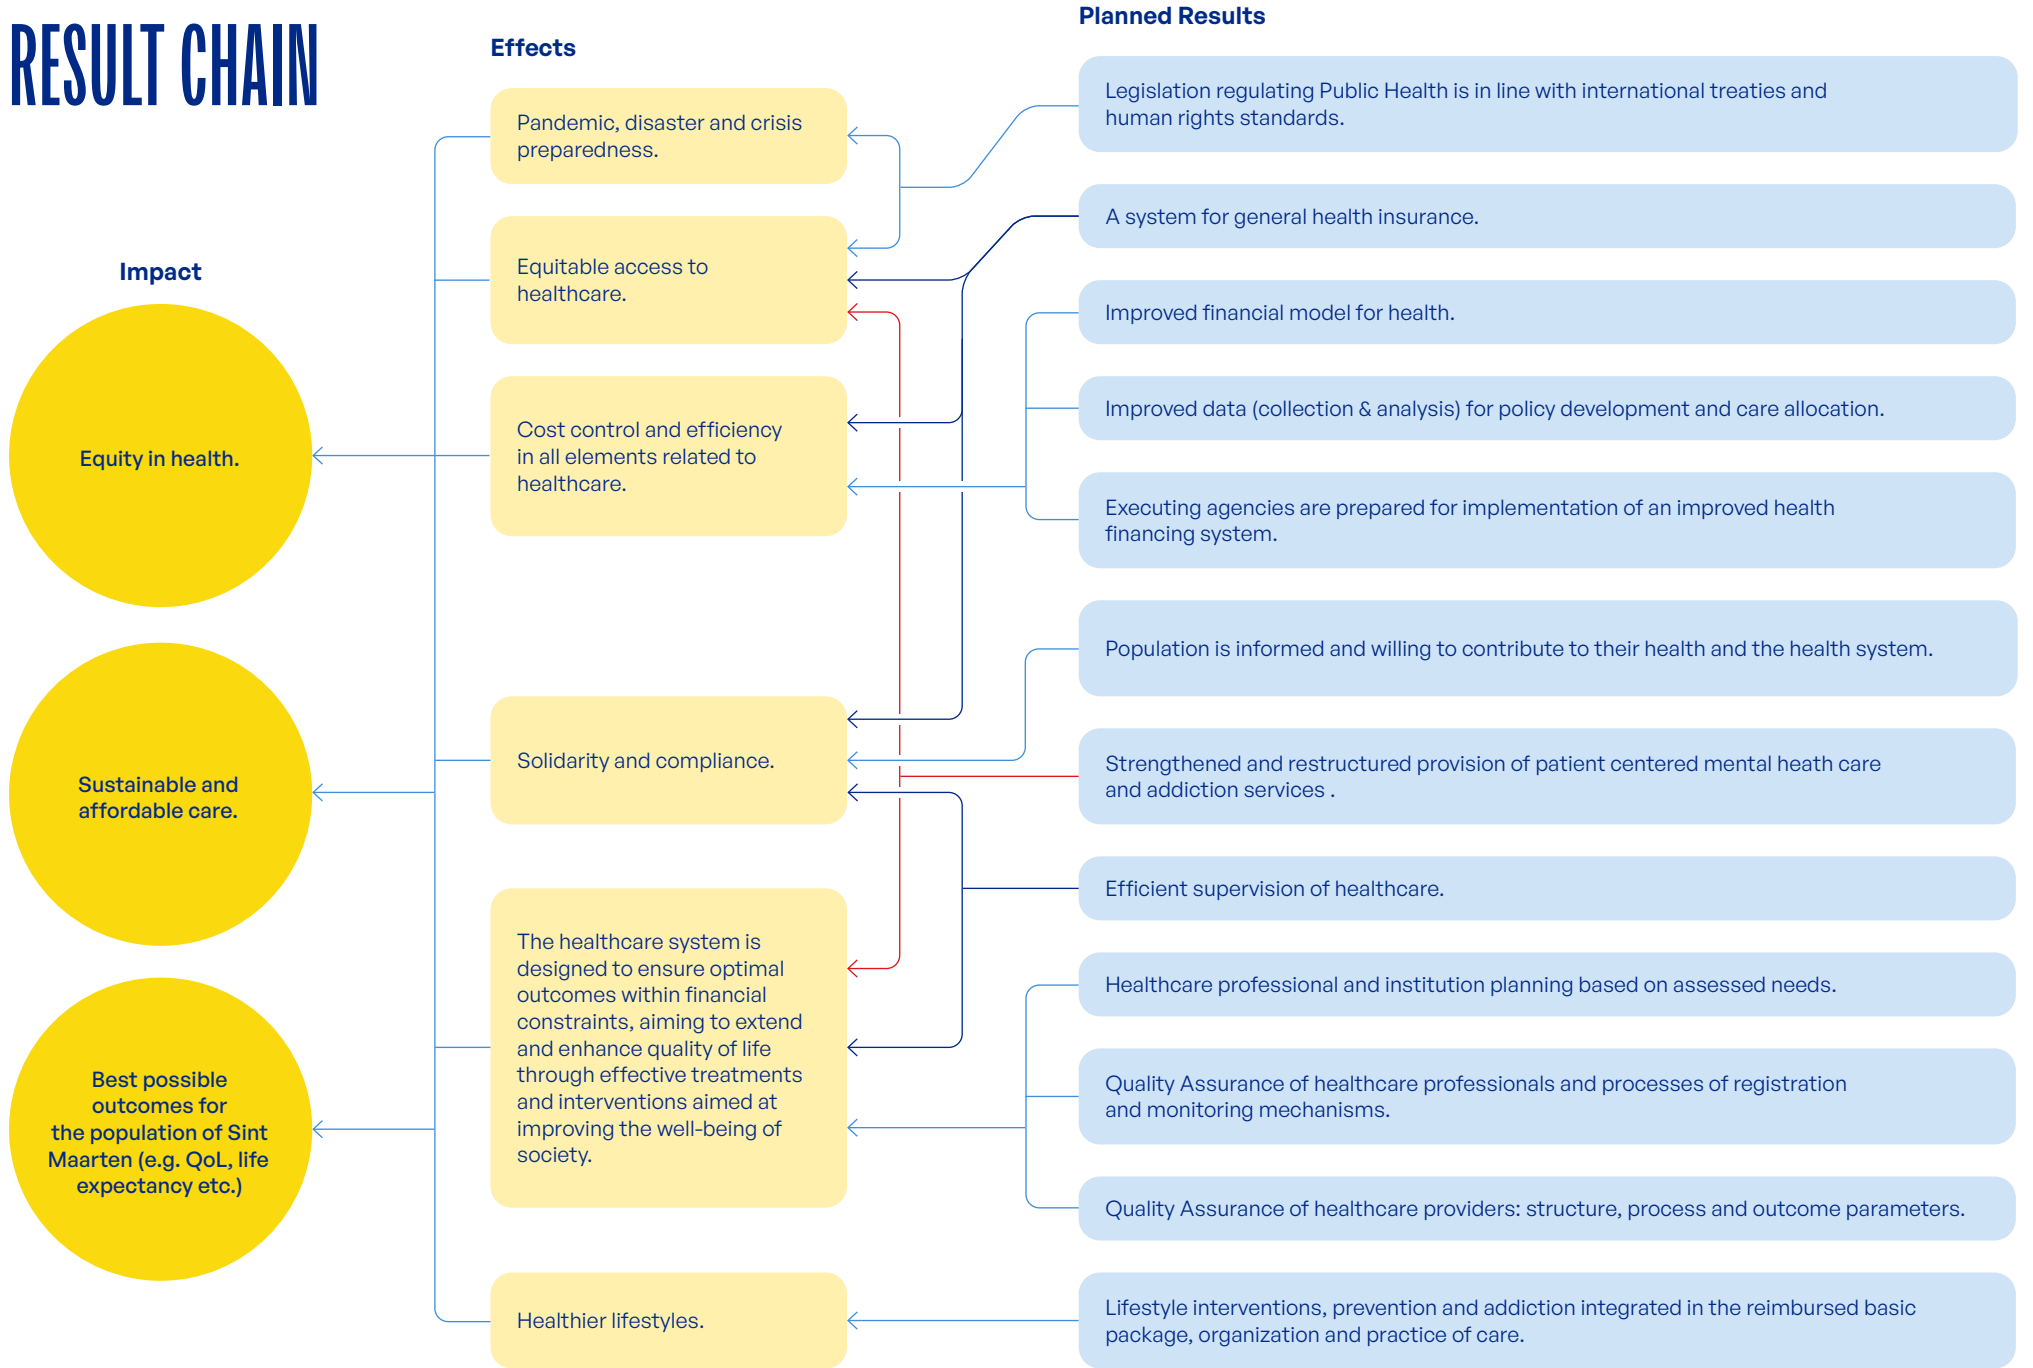 RESULT CHAIN
Impact
Equity in health.
Sustainable and
affordable care.
Best possible
outcomes for
the population of Sint
Maarten (e.g. QoL, life
expectancy etc.)
Effects
Pandemic, disaster and crisis
preparedness.
Equitable access to
healthcare.
Cost control and efficiency
in all elements related to
healthcare.
Solidarity and compliance.
The healthcare system is
designed to ensure optimal
outcomes within financial
constraints, aiming to extend
and enhance quality of life
through effective treatments
and interventions aimed at
improving the well-being of
society.
Healthier lifestyles.
Planned Results
Legislation regulating Public Health is in line with international treaties and
human rights standards.
A system for general health insurance.
Improved financial model for health.
Improved data (collection & analysis) for policy development and care allocation.
Executing agencies are prepared for implementation of an improved health
financing system.
Population is informed and willing to contribute to their health and the health system.
Strengthened and restructured provision of patient centered mental heath care
and addiction services .
Efficient supervision of healthcare.
Healthcare professional and institution planning based on assessed needs.
Quality Assurance of healthcare professionals and processes of registration
and monitoring mechanisms.
Quality Assurance of healthcare providers: structure, process and outcome parameters.
Lifestyle interventions, prevention and addiction integrated in the reimbursed basic
package, organization and practice of care.